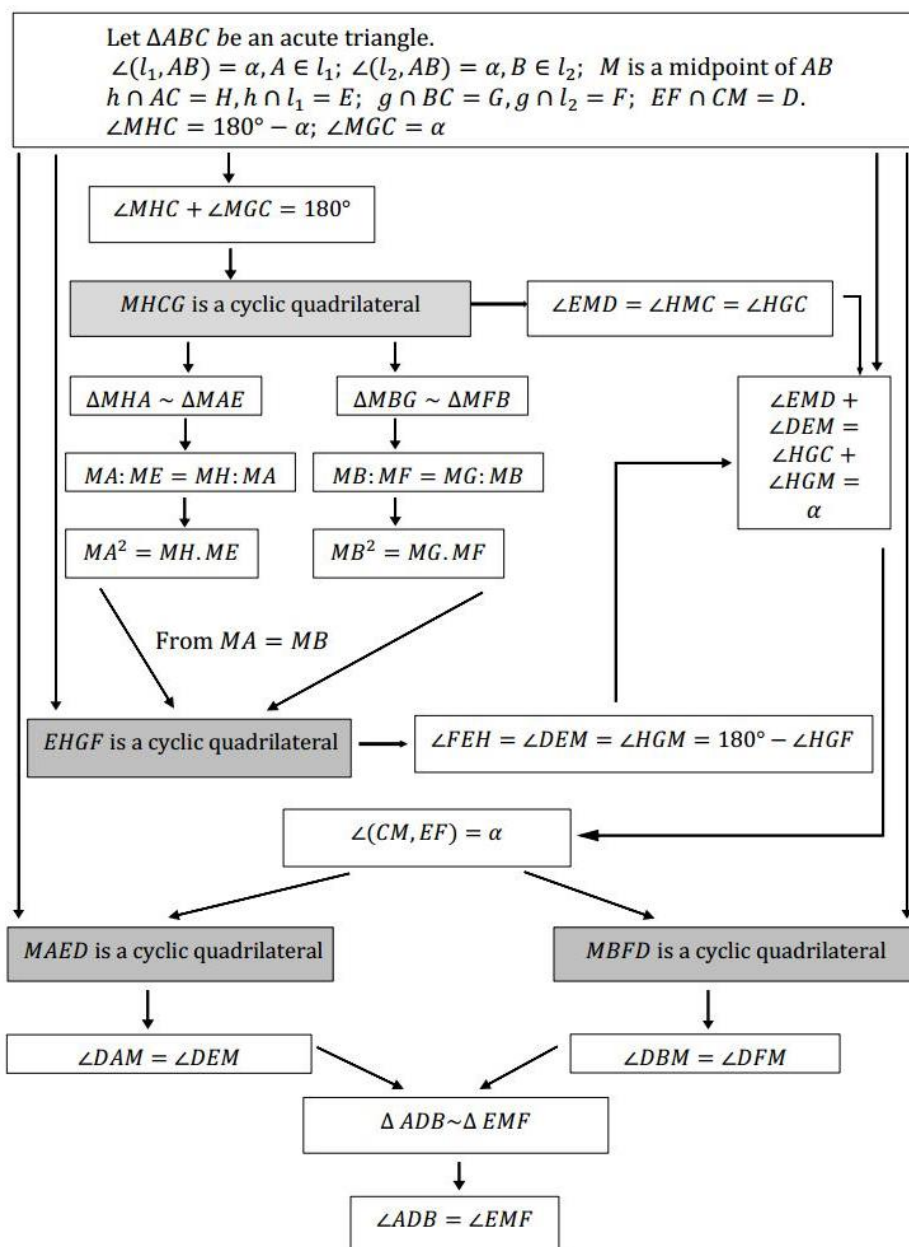 Let ΔABC be an acute triangle.
∠(l₁, AB) = α, A ∈ l₁; ∠(l₂, AB) = α, B ∈ l₂; M is a midpoint of AB
h ∩ AC = H, h ∩ l₁ = E; g ∩ BC = G, g ∩ l₂ = F; EF ∩ CM = D.
∠MHC = 180° − α; ∠MGC = α
∠MHC + ∠MGC = 180°
MHCG is a cyclic quadrilateral
∠EMD = ∠HMC = ∠HGC
ΔMHA ~ ΔMAE
ΔMBG ~ ΔMFB
∠EMD +
∠DEM =
∠HGC +
∠HGM =
α
MA: ME = MH: MA
MB: MF = MG: MB
MA² = MH. ME
MB² = MG. MF
From MA = MB
EHGF is a cyclic quadrilateral
∠FEH = ∠DEM = ∠HGM = 180° − ∠HGF
∠(CM, EF) = α
MAED is a cyclic quadrilateral
MBFD is a cyclic quadrilateral
∠DAM = ∠DEM
∠DBM = ∠DFM
Δ ADB~Δ EMF
∠ADB = ∠EMF